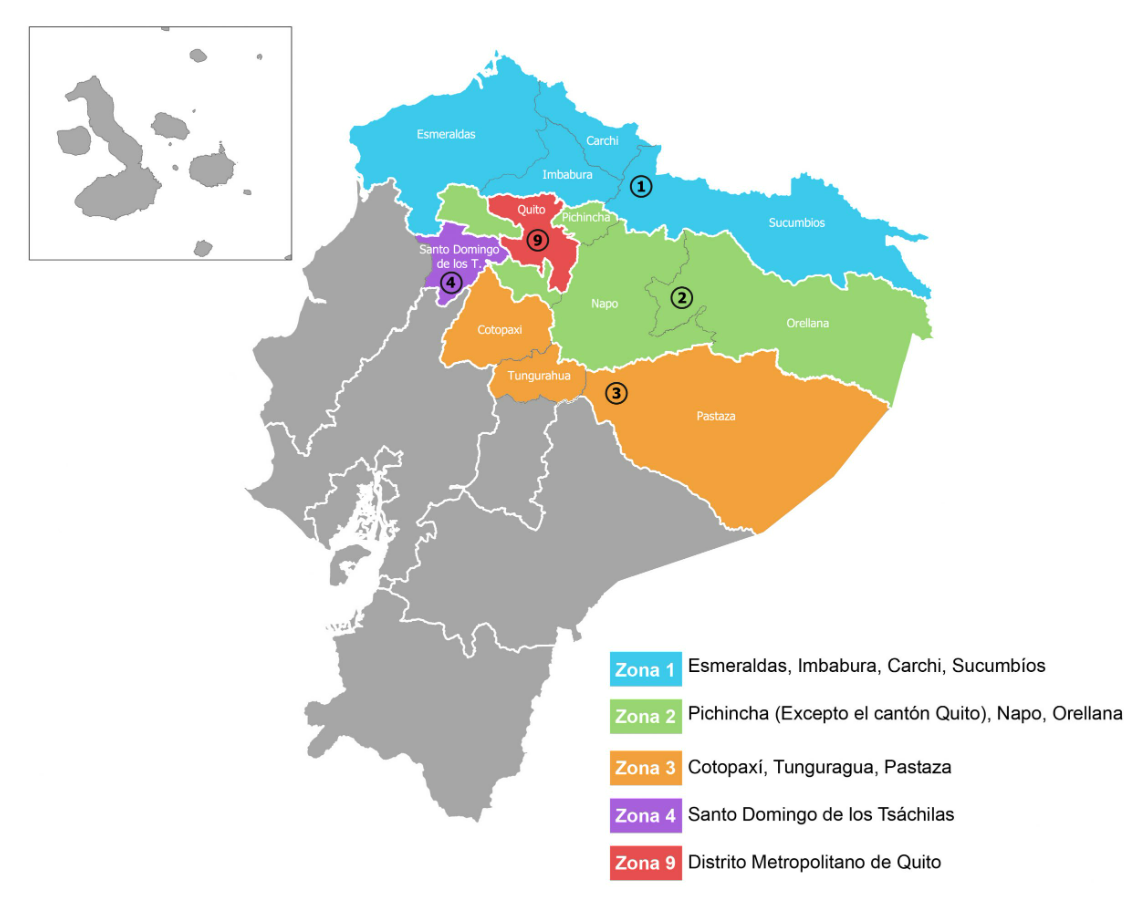 Esmeraldas
Carchi
Imbabura
1
Quito
Pichincha
Sucumbios
9
Santo Domingo
de los T.
4
2
Napo
Orellana
Cotopaxi
Tungurahua
3
Pastaza
Zona 1 Esmeraldas, Imbabura, Carchi, Sucumbíos
Zona 2 Pichincha (Excepto el cantón Quito), Napo, Orellana
Zona 3 Cotopaxí, Tunguragua, Pastaza
Zona 4 Santo Domingo de los Tsáchilas
Zona 9 Distrito Metropolitano de Quito